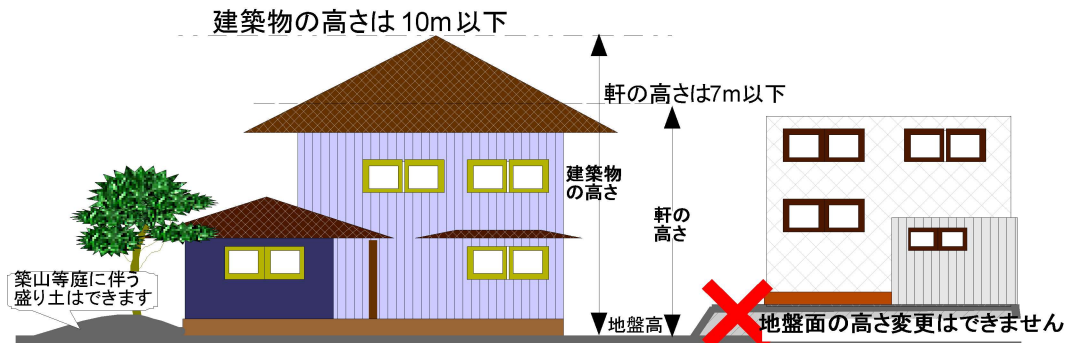 建築物の高さは10m以下
軒の高さは7m以下
建築物
の高さ
軒の
高さ
築山等庭に伴う
盛り土はできます
地盤高
地盤面の高さ変更はできません